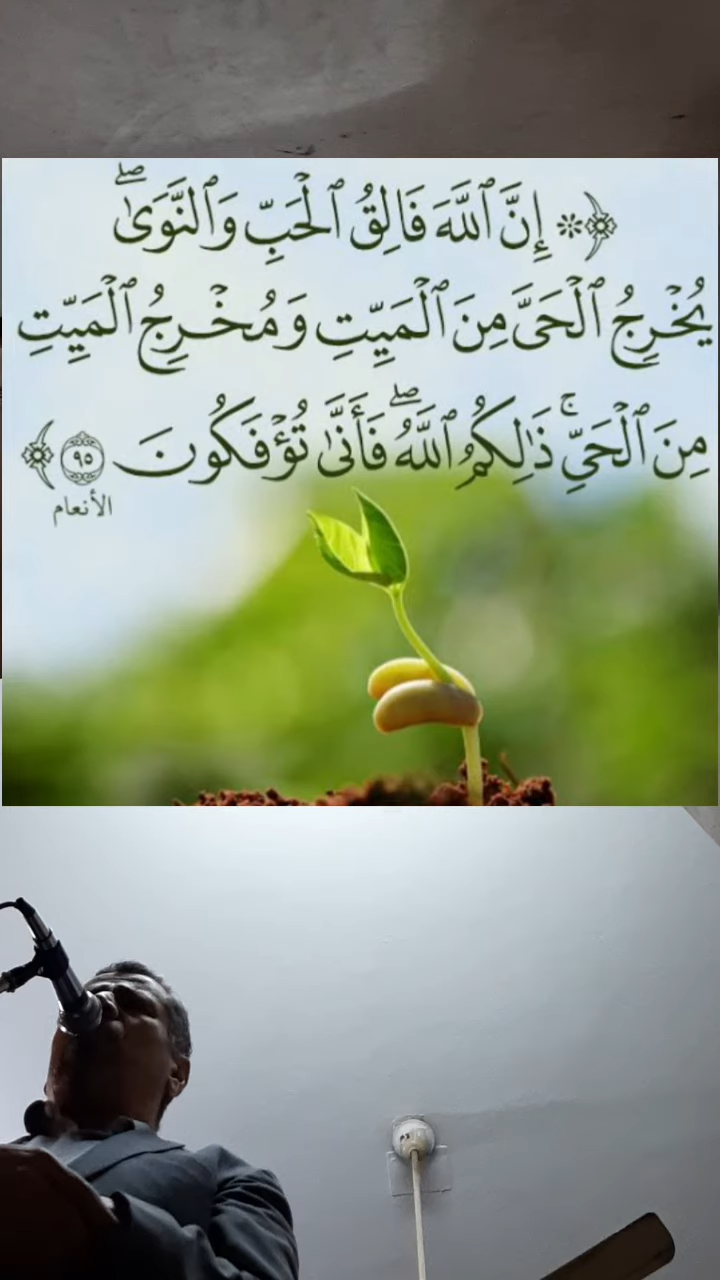 ﴿۞ إِنَّ ٱللَّهَ فَالِقُ ٱلْحَبِّ وَٱلنَّوَىٰۖ
يُخْرِجُ ٱلْحَىَّ مِنَ ٱلْمَيِّتِ وَمُخْرِجُ ٱلْمَيِّتِ
مِنَ ٱلْحَىِّۚ ذَٰلِكُمُ ٱللَّهُۖ فَأَنَّىٰ تُؤْفَكُونَ ٩٥﴾
الأنعام